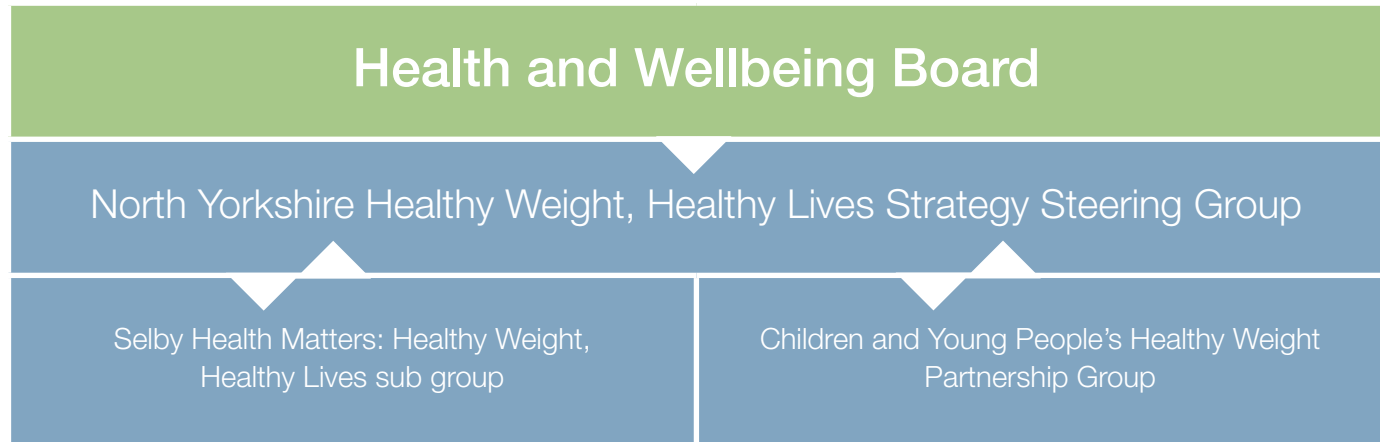 Health and Wellbeing Board
North Yorkshire Healthy Weight, Healthy Lives Strategy Steering Group
Selby Health Matters: Healthy Weight,
Healthy Lives sub group
Children and Young People’s Healthy Weight
Partnership Group